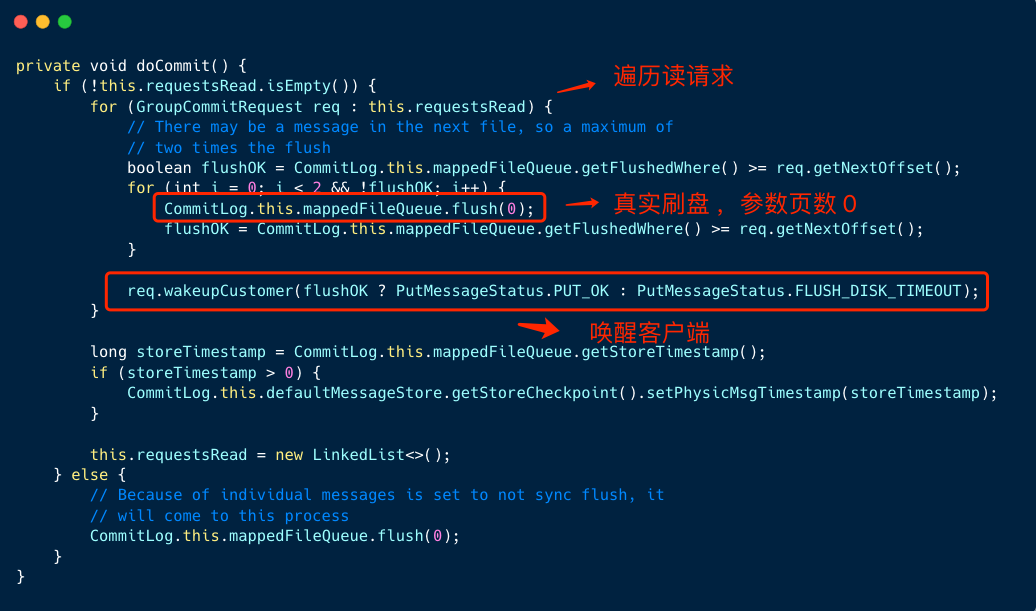 private void doCommit() {
if (!this.requestsRead.isEmpty()) {
遍历读请求
for (GroupCommitRequest req : this.requestsRead) {
// There may be a message in the next file, so a maximum of
// two times the flush
boolean flushOK = CommitLog.this.mappedFileQueue.getFlushedWhere() >= req.getNextOffset();
for (int i = 0; i < 2 && !flushOK; i++) {
CommitLog.this.mappedFileQueue.flush(0);
真实刷盘 ，参数页数 0
flushOK = CommitLog.this.mappedFileQueue.getFlushedWhere() >= req.getNextOffset();
}
req.wakeupCustomer(flushOK ? PutMessageStatus.PUT_OK : PutMessageStatus.FLUSH_DISK_TIMEOUT);
}
唤醒客户端
long storeTimestamp = CommitLog.this.mappedFileQueue.getStoreTimestamp();
if (storeTimestamp > 0) {
CommitLog.this.defaultMessageStore.getStoreCheckpoint().setPhysicMsgTimestamp(storeTimestamp);
}
this.requestsRead = new LinkedList<>();
} else {
// Because of individual messages is set to not sync flush, it
// will come to this process
CommitLog.this.mappedFileQueue.flush(0);
}
}